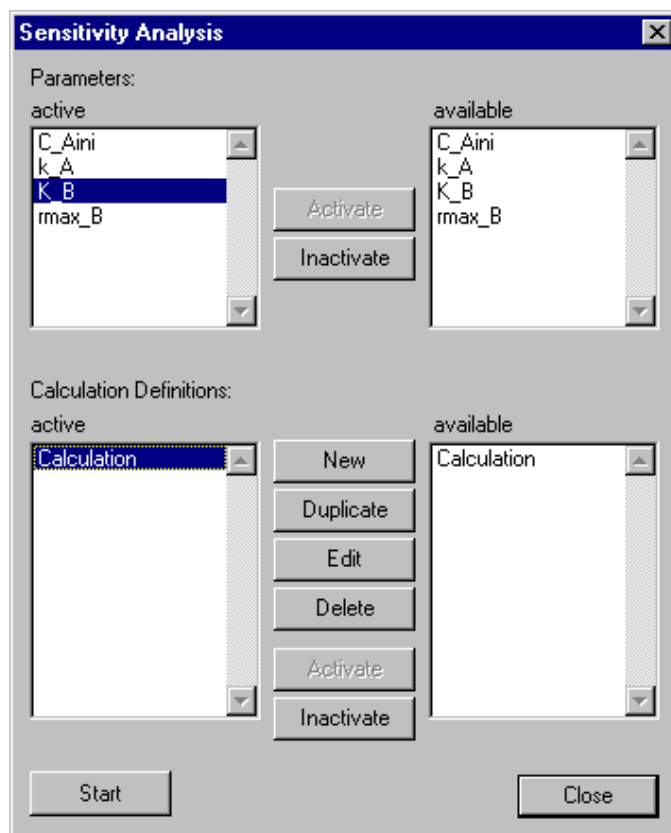 Sensitivity Analysis
Parameters:
active
available
C_Aini
k_A
K_B
rmax_B
Activate
Inactivate
C_Aini
k_A
K_B
rmax_B
Calculation Definitions:
active
available
Calculation
New
Duplicate
Edit
Delete
Activate
Inactivate
Calculation
Start
Close